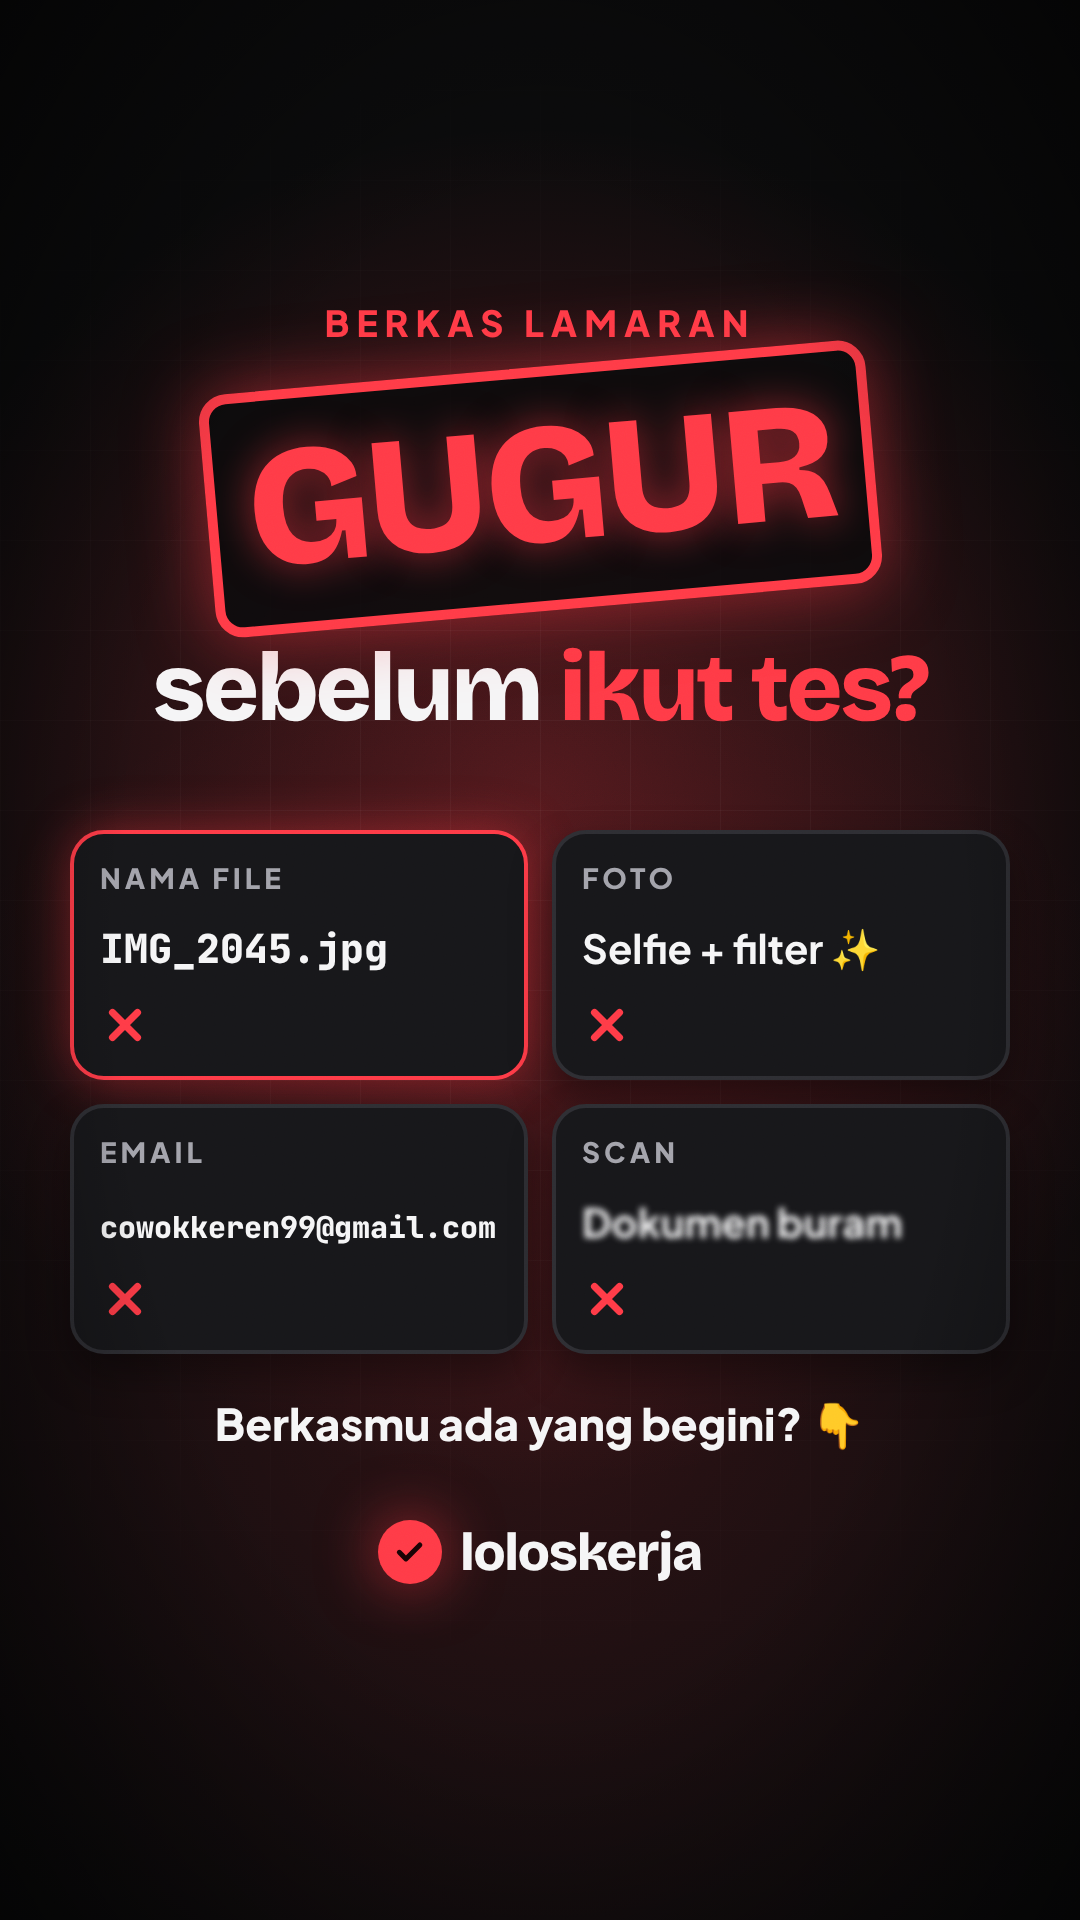 BERKAS LAMARAN
GUGUR
sebelum ikut tes?
NAMA FILE
IMG_2045.jpg
FOTO
Selfie + filter ✨
EMAIL
cowokkeren99@gmail.com
SCAN
Dokumen buram
Berkasmu ada yang begini? 👇
loloskerja